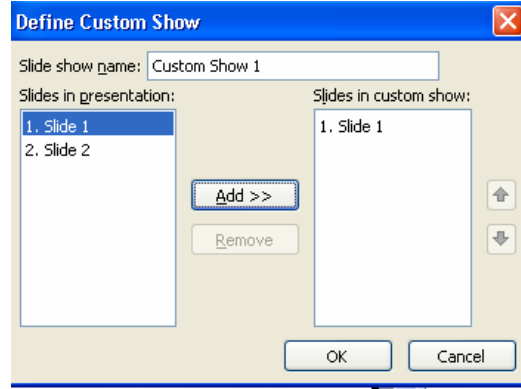 Define Custom Show
Slide show name: Custom Show 1
Slides in presentation:
Slides in custom show:
1. Slide 1
2. Slide 2
1. Slide 1
Add >>
Remove
OK
Cancel